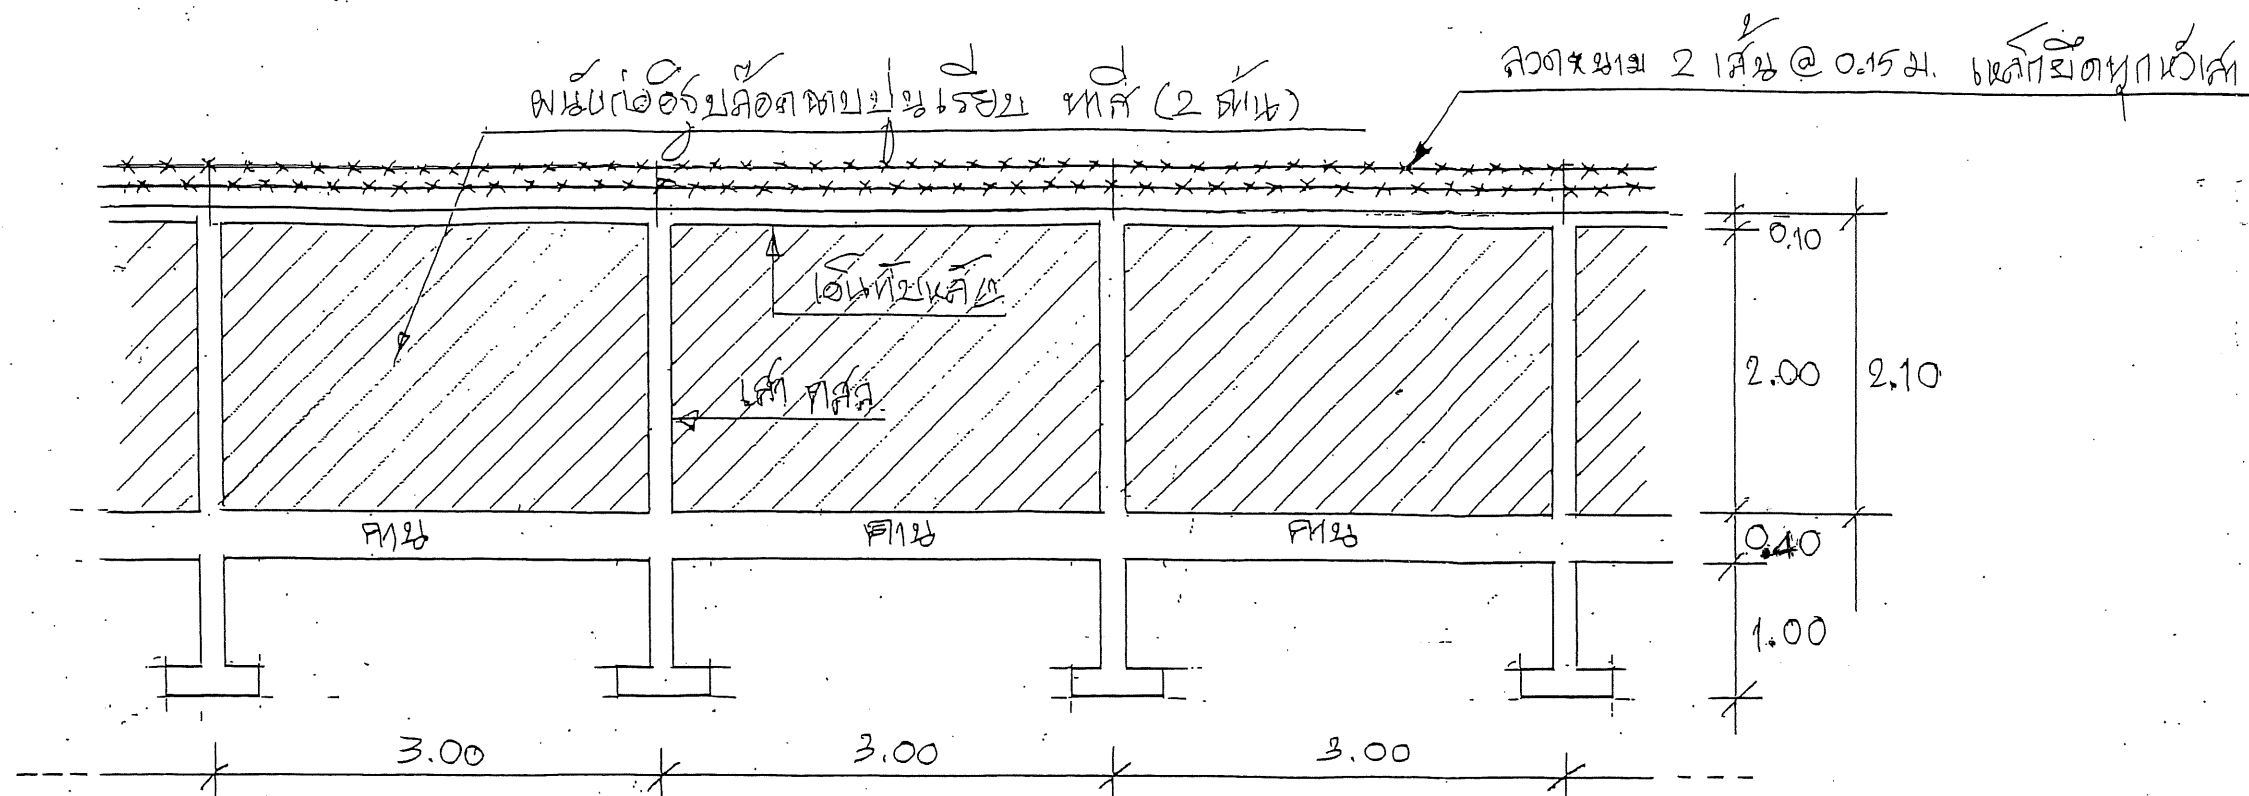 ลวดหนาม 2 เส้น @ 0.15 ม. เหล็กยึดทุกหัวเสา
ผนังก่ออิฐบล๊อคฉาบปูนเรียบ ทาสี (2 ด้าน)
0.10
เอ็นทับหลัง
2.00
2.10
เสา คสล.
คาน
คาน
คาน
0.40
1.00
3.00
3.00
3.00